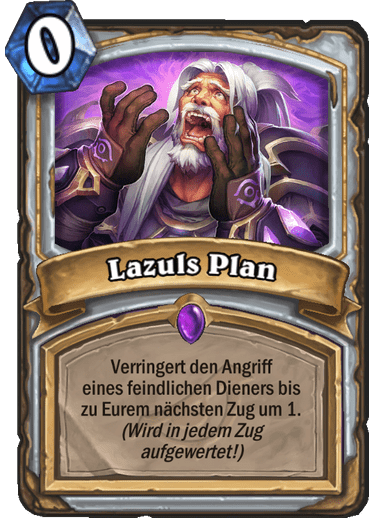 0
Lazuls Plan
Verringert den Angriff
eines feindlichen Dieners bis
zu Eurem nächsten Zug um 1.
(Wird in jedem Zug
aufgewertet!)